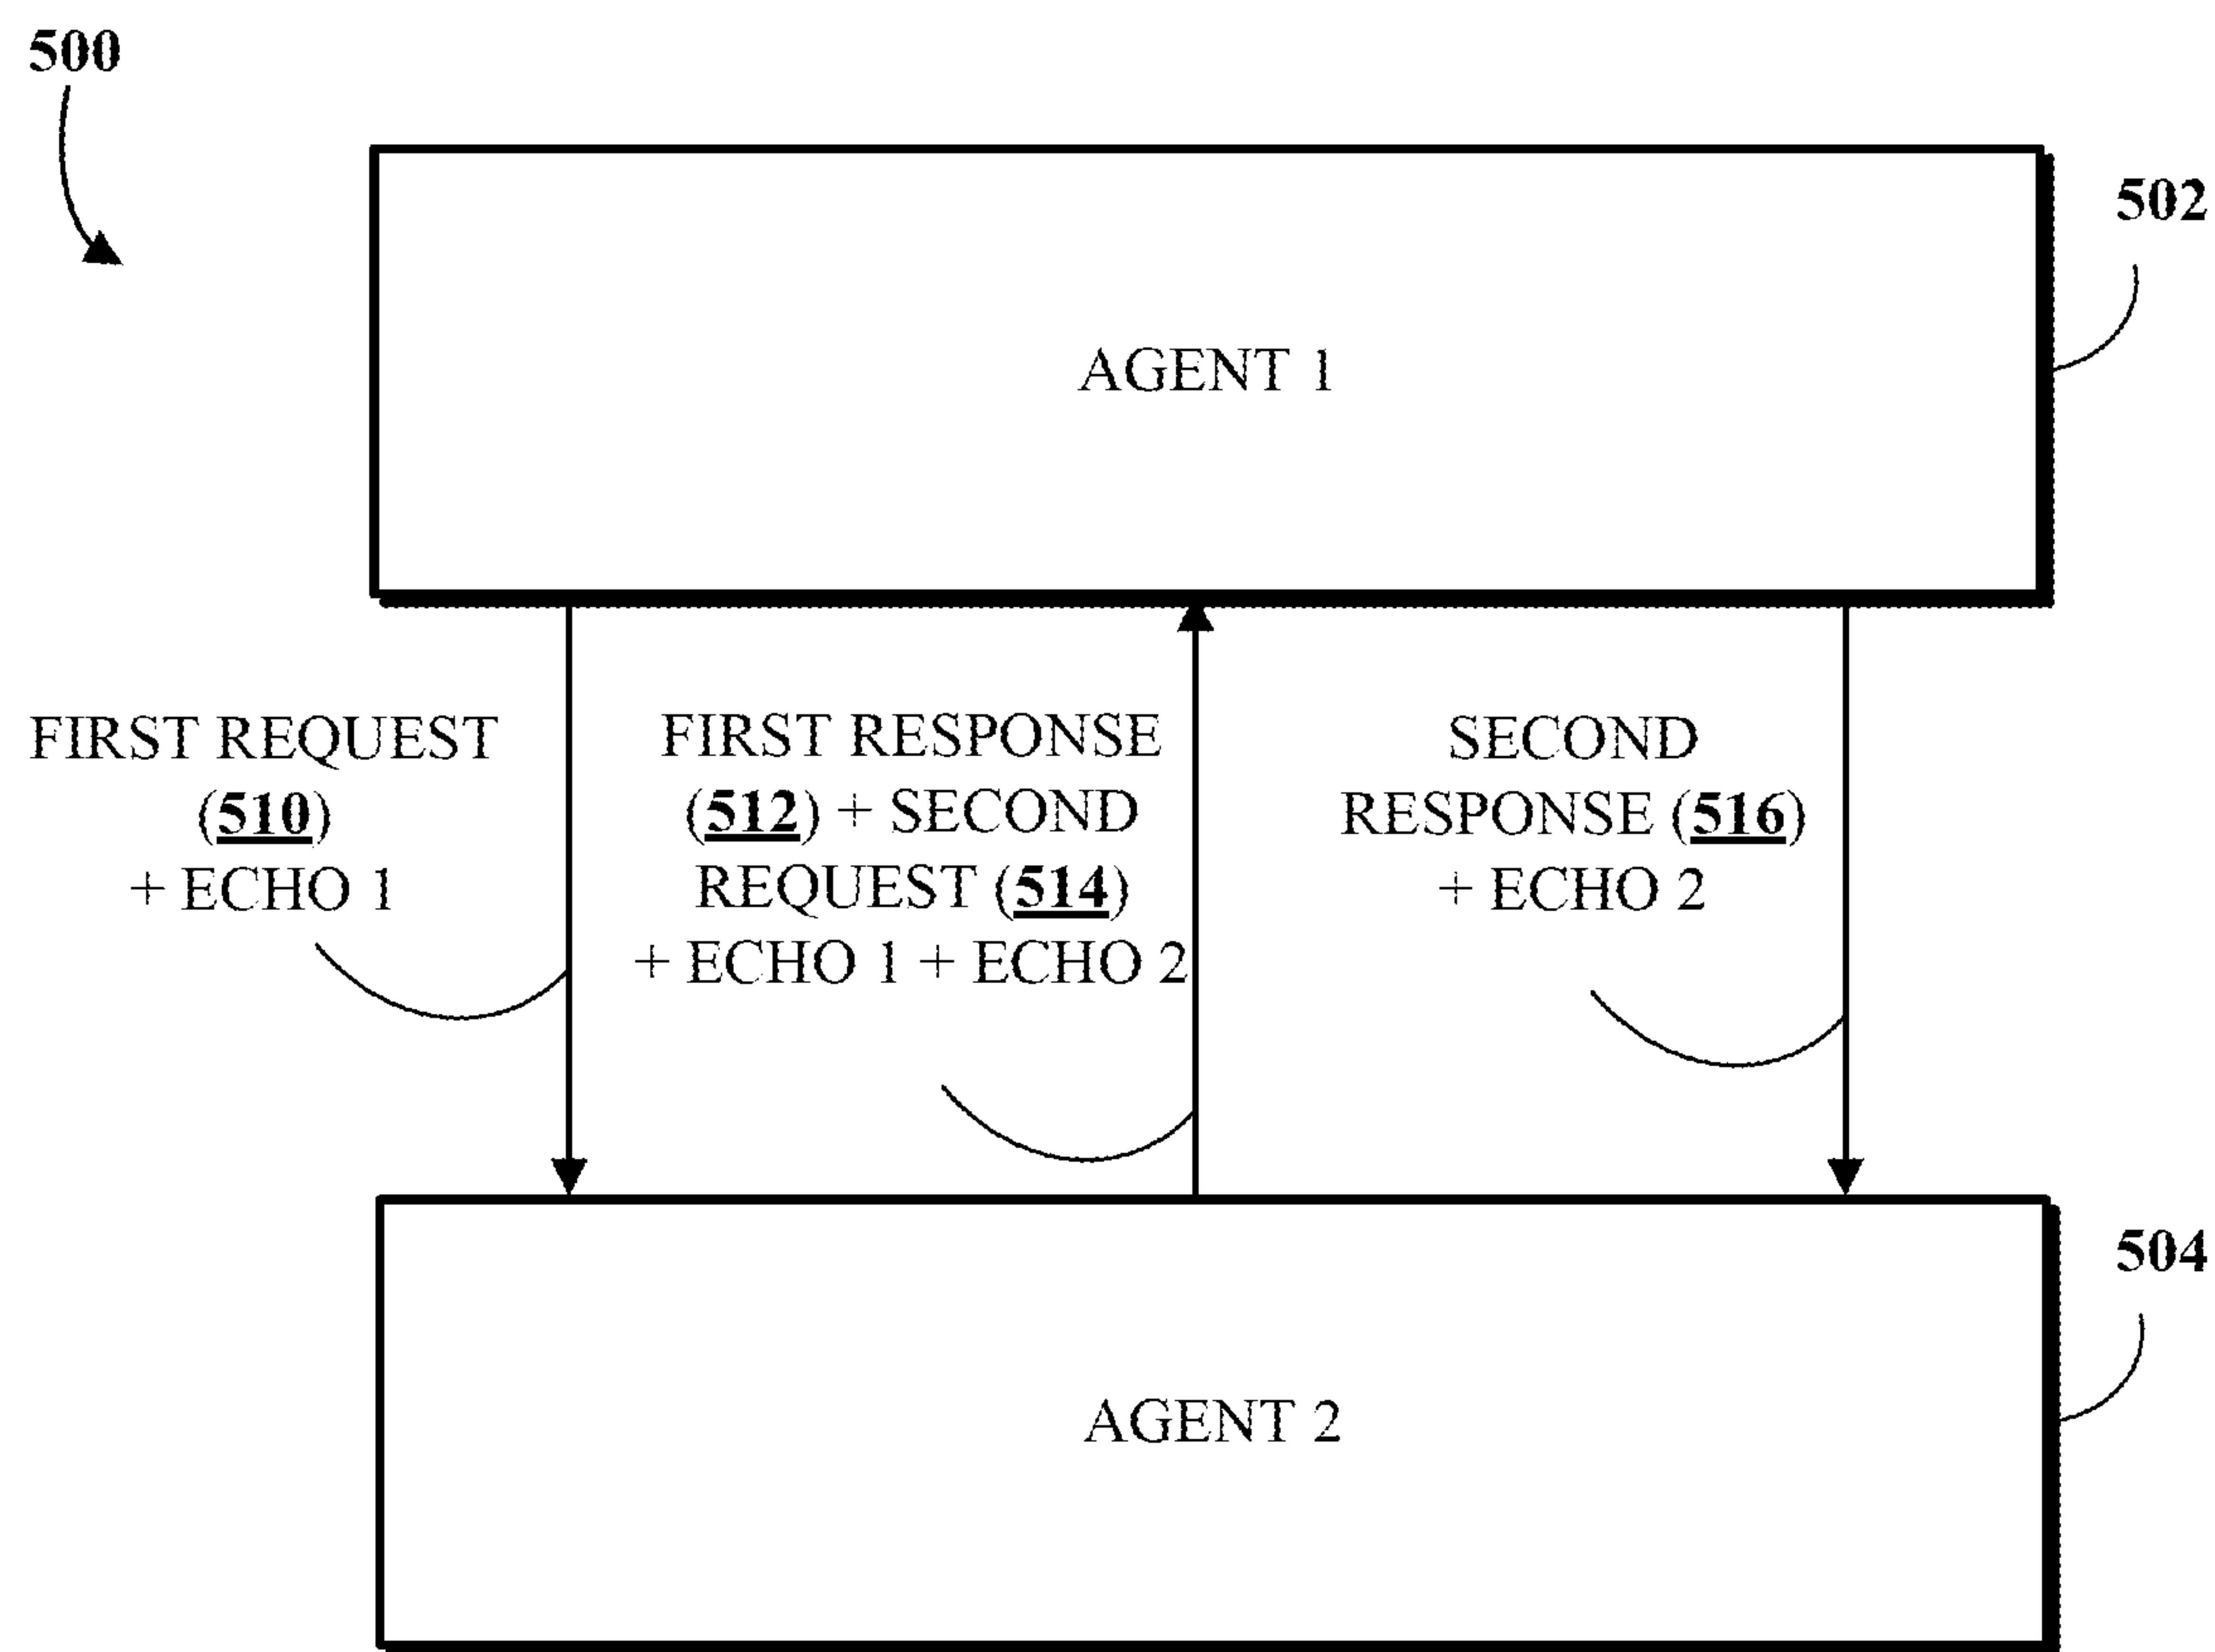 500
502
AGENT 1
FIRST REQUEST
(510)
+ ECHO 1
FIRST RESPONSE
(512) + SECOND
REQUEST (514)
+ ECHO 1 + ECHO 2
SECOND
RESPONSE (516)
+ ECHO 2
504
AGENT 2